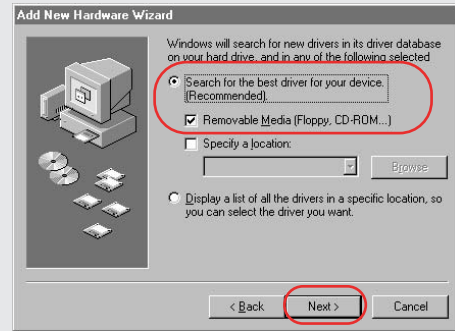 Add New Hardware Wizard
Windows will search for new drivers in its driver database
on your hard drive, and in any of the following selected
Search for the best driver for your device.
(Recommended).
Removable Media (Floppy, CD-ROM...)
Specify a location:
Browse
Display a list of all the drivers in a specific location, so
you can select the driver you want.
< Back
Next >
Cancel